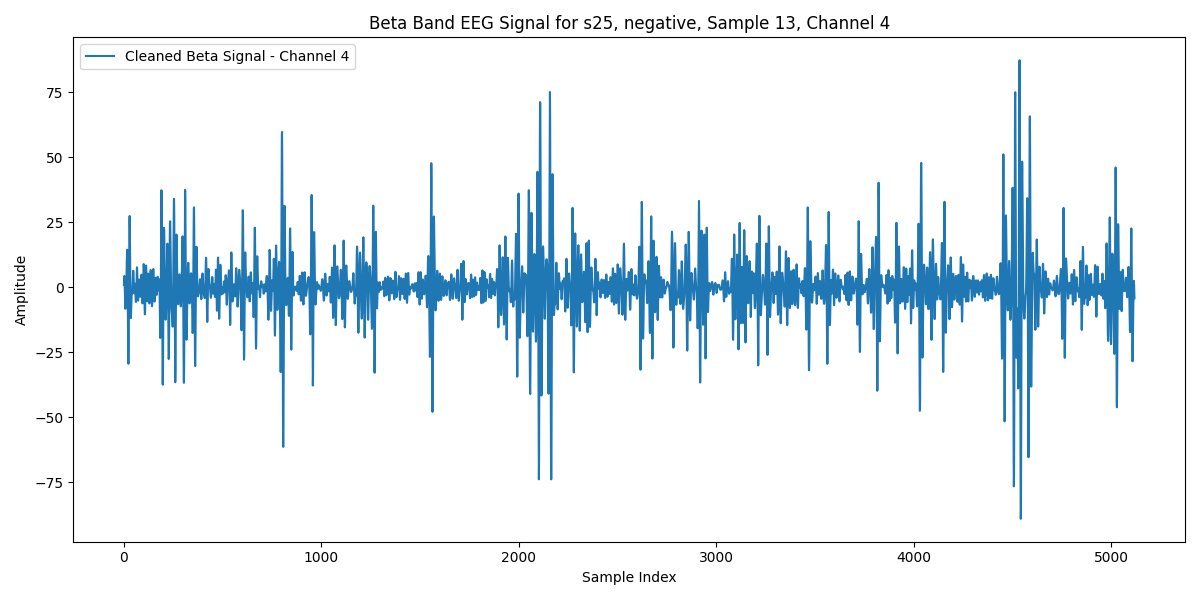 Beta Band EEG Signal for s25, negative, Sample 13, Channel 4
Cleaned Beta Signal - Channel 4
Amplitude
75
50
25
0
−25
−50
−75
0 1000 2000 3000 4000 5000
Sample Index